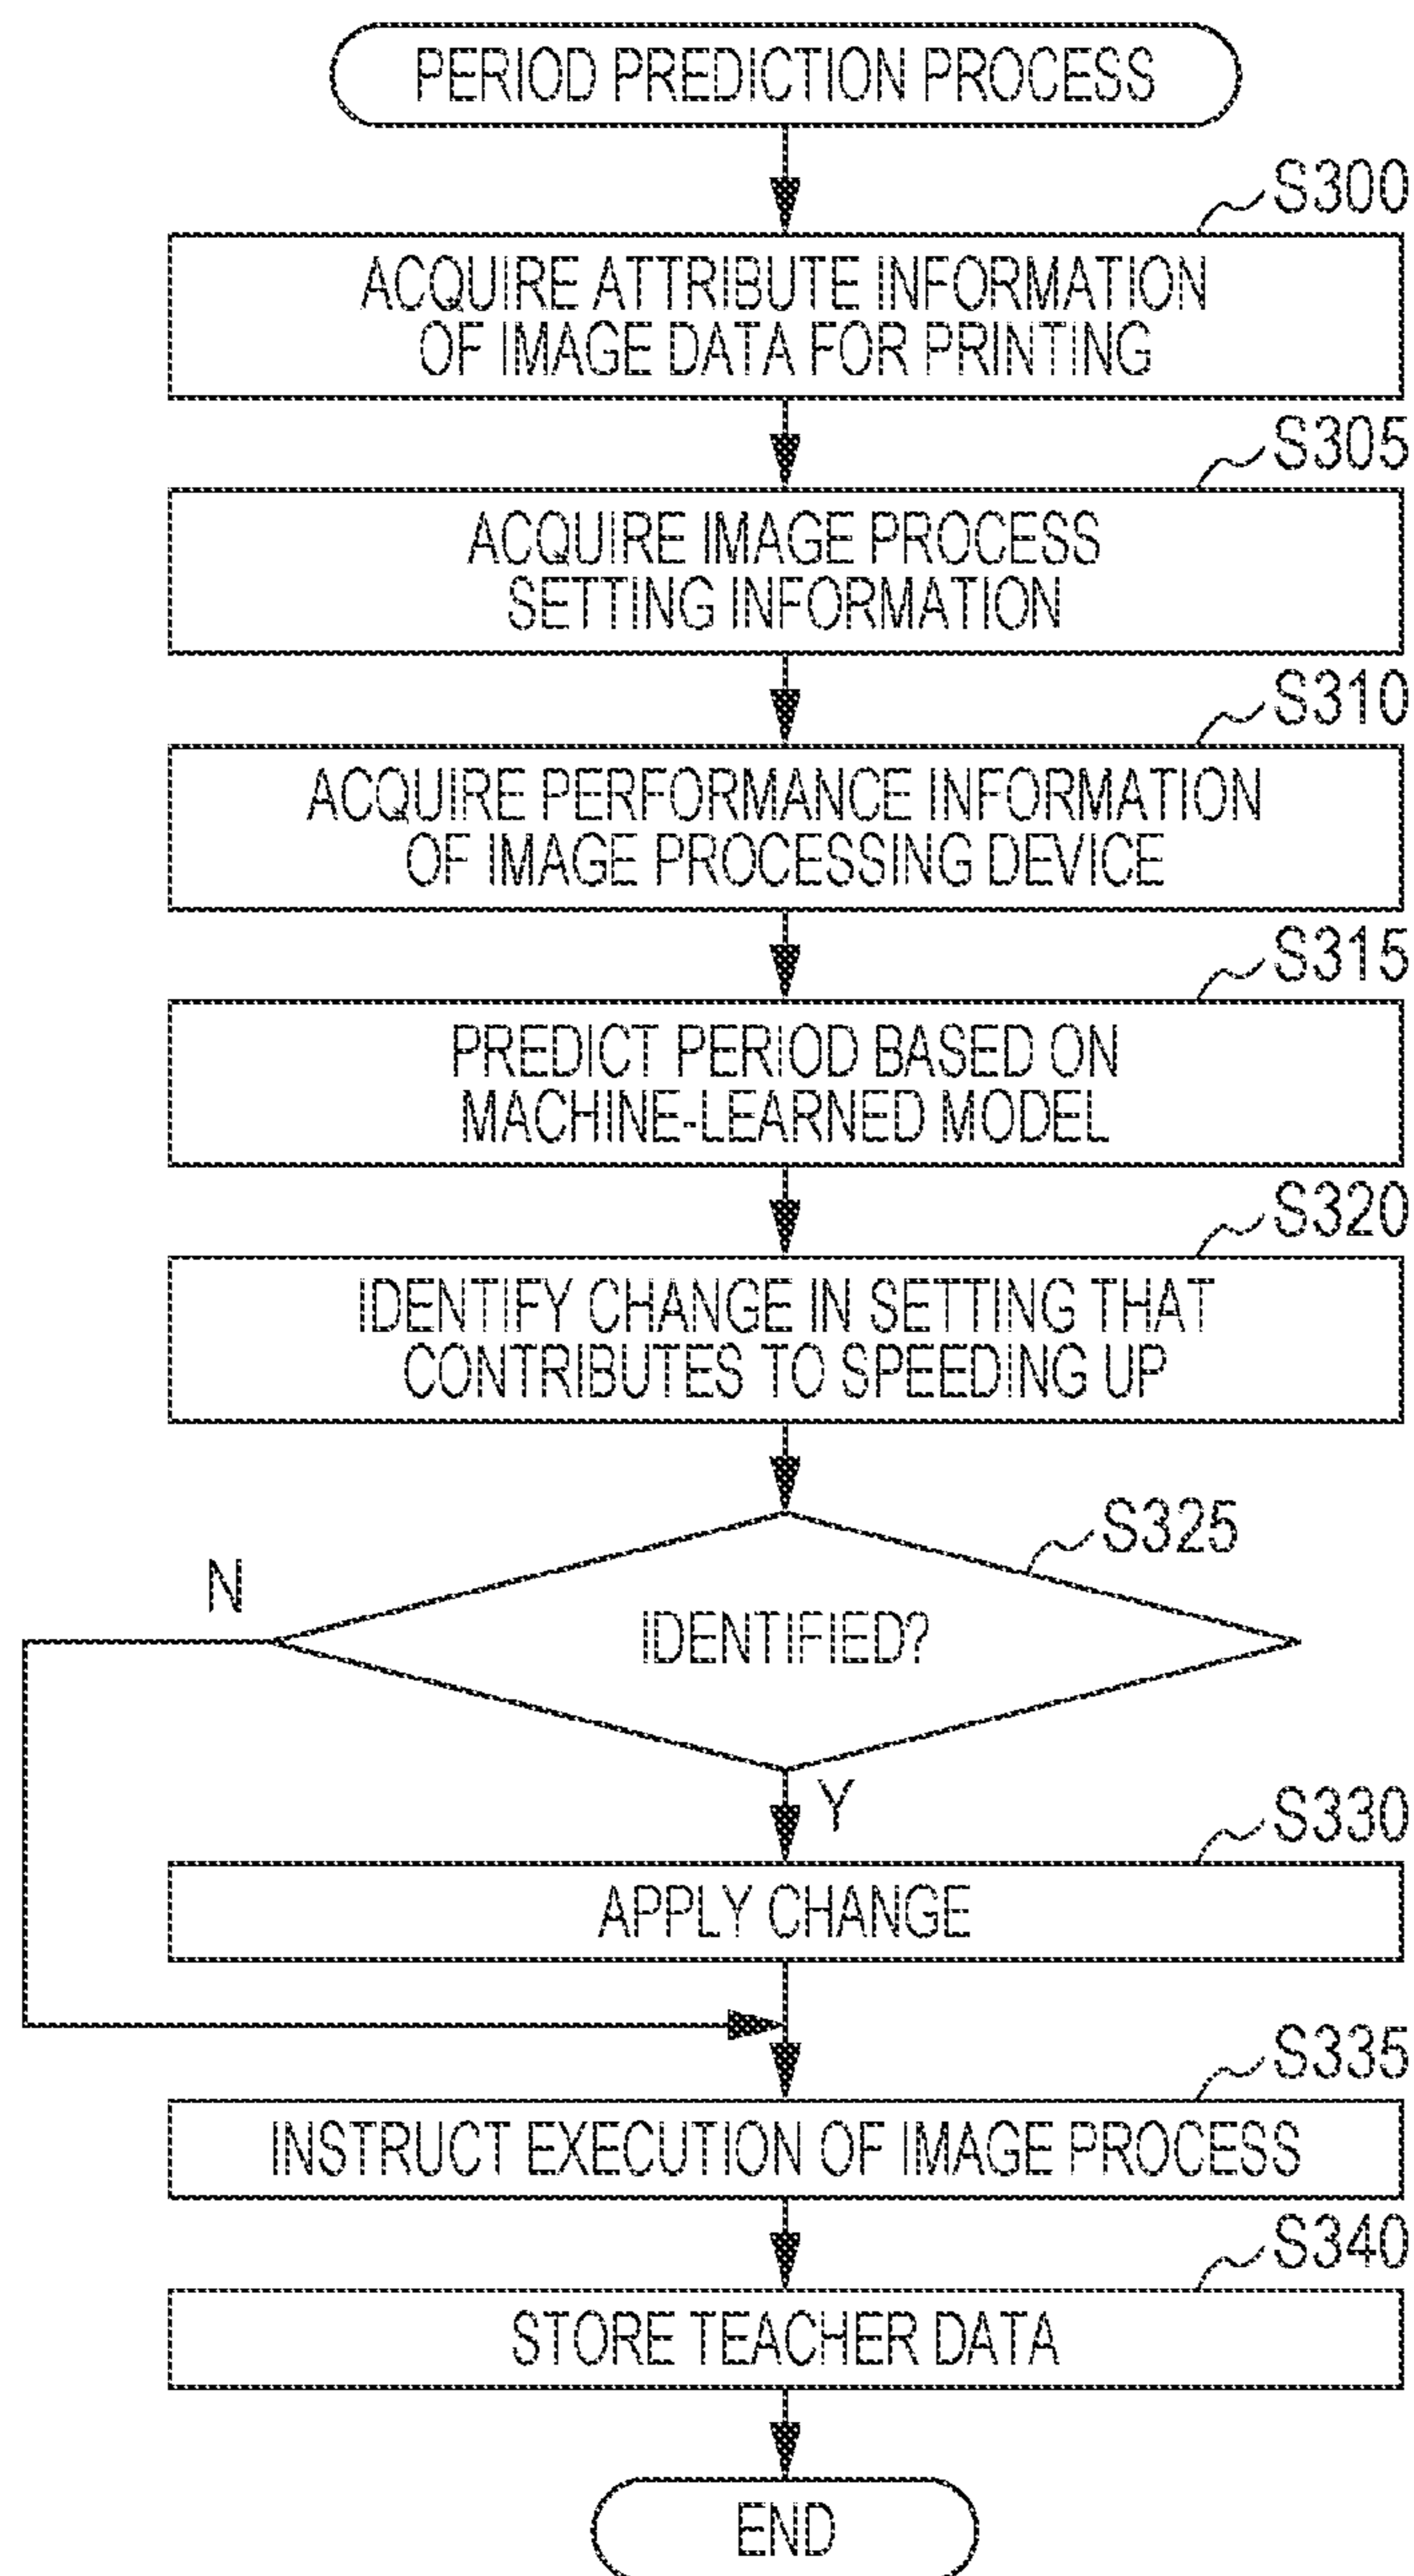 PERIOD PREDICTION PROCESS
S300
ACQUIRE ATTRIBUTE INFORMATION
OF IMAGE DATA FOR PRINTING
S305
ACQUIRE IMAGE PROCESS
SETTING INFORMATION
S310
ACQUIRE PERFORMANCE INFORMATION
OF IMAGE PROCESSING DEVICE
S315
PREDICT PERIOD BASED ON
MACHINE-LEARNED MODEL
S320
IDENTIFY CHANGE IN SETTING THAT
CONTRIBUTES TO SPEEDING UP
S325
N
IDENTIFIED?
Y
S330
APPLY CHANGE
S335
INSTRUCT EXECUTION OF IMAGE PROCESS
S340
STORE TEACHER DATA
END